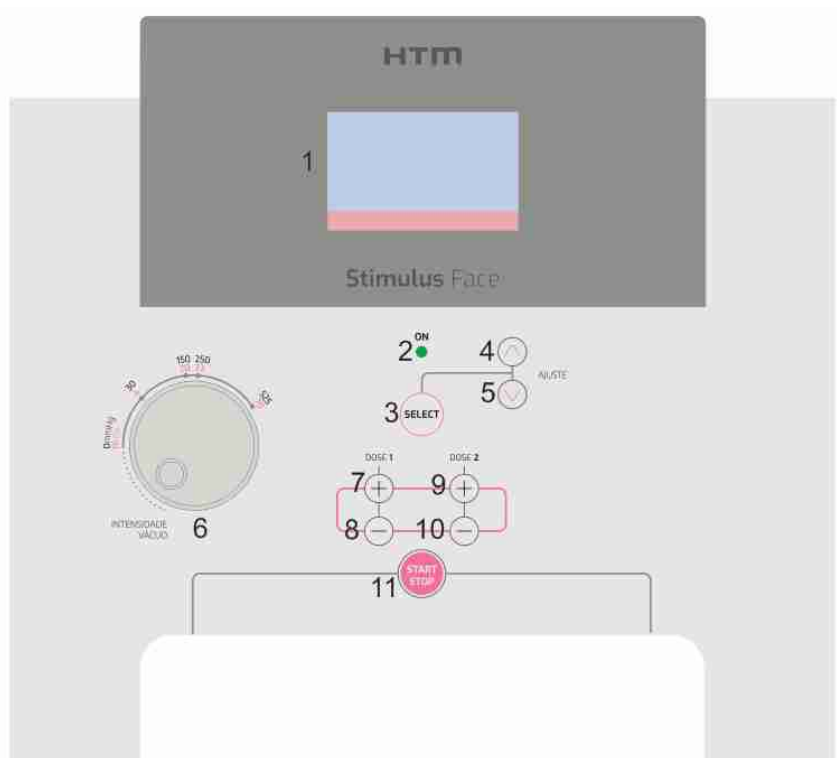 HTM
1
Stimulus Face
ON
2
4
AJUSTE
5
3 SELECT
150 250
30
0mmHg
INTENSIDADE
VÁCUO
6
DOSE 1
DOSE 2
7 + 9 +
8 − 10 −
11
START
STOP